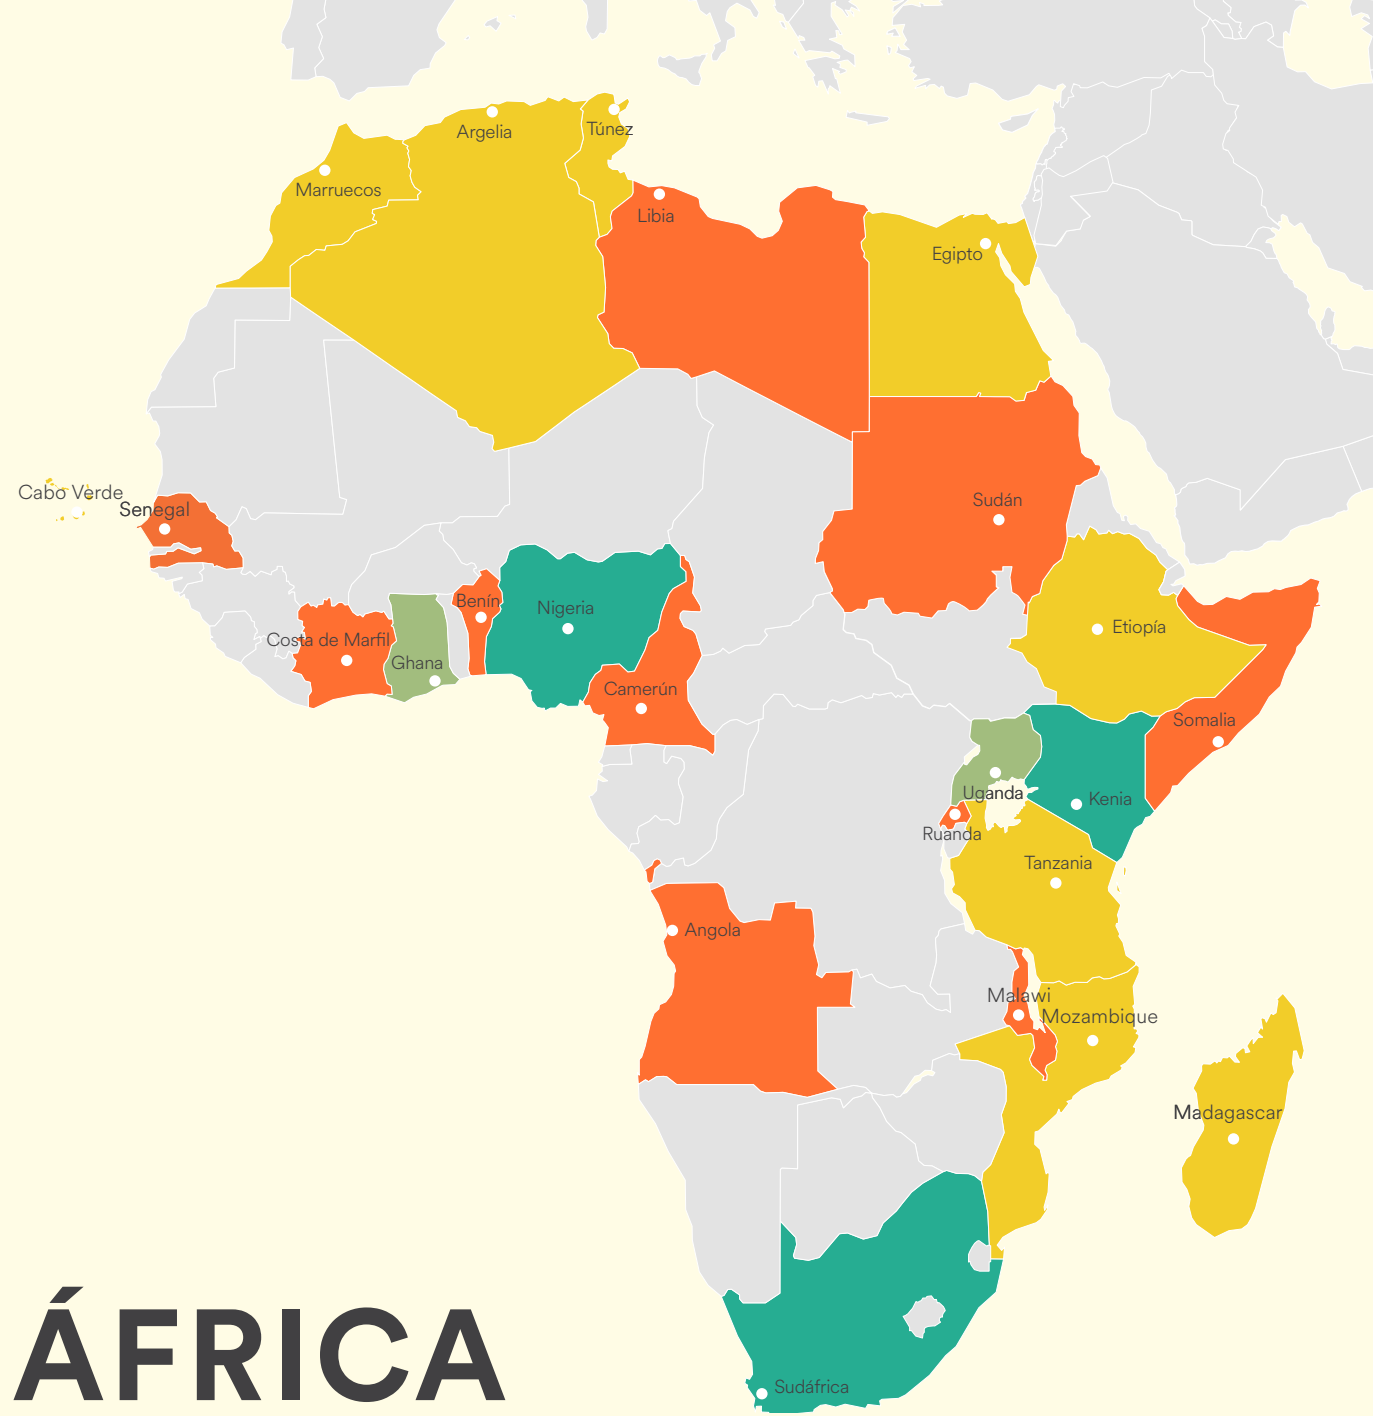 Argelia
Túnez
Marruecos
Libia
Egipto
Cabo Verde
Senegal
Sudán
Benín
Nigeria
Etiopía
Costa de Marfil
Ghana
Camerún
Somalia
Uganda
Kenia
Ruanda
Tanzania
Angola
Malawi
Mozambique
Madagascar
Sudáfrica
ÁFRICA